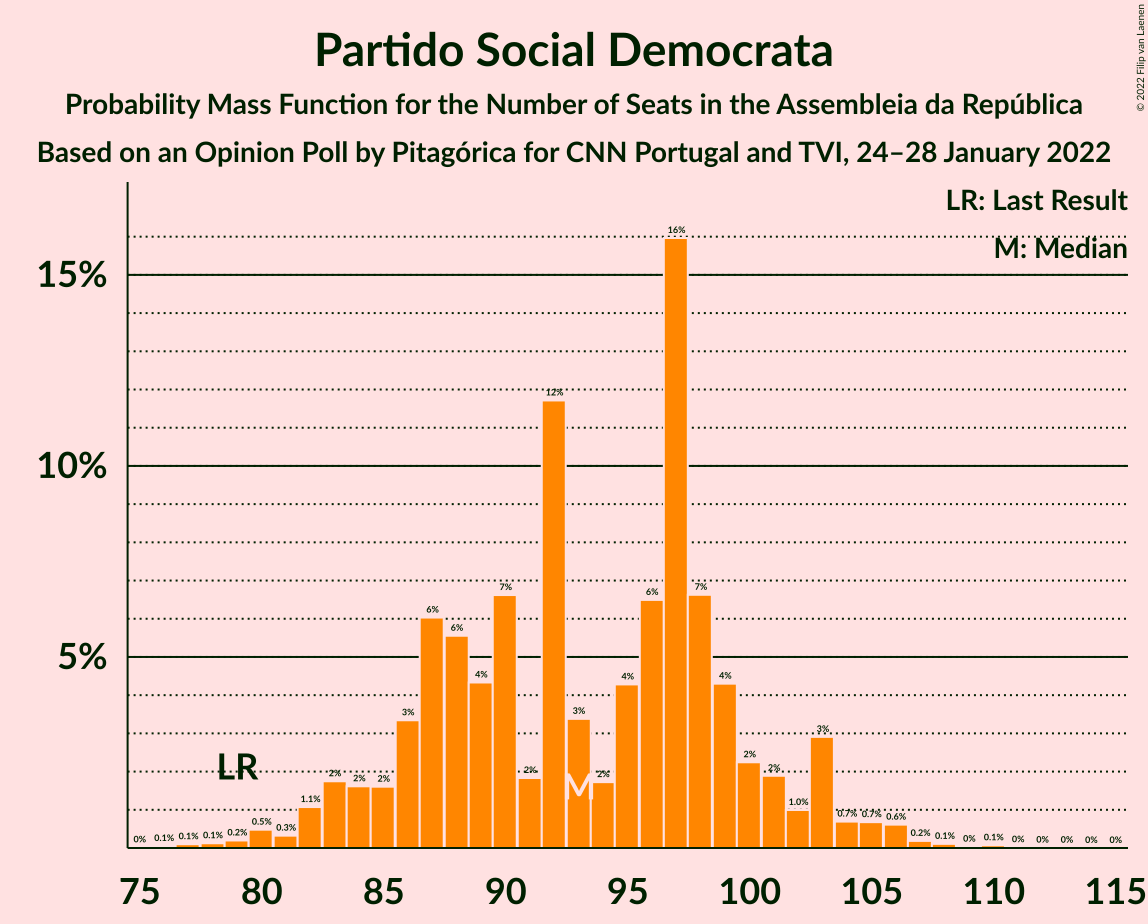 Partido Social Democrata
Probability Mass Function for the Number of Seats in the Assembleia da República
Based on an Opinion Poll by Pitagórica for CNN Portugal and TVI, 24–28 January 2022
© 2022 Filip van Laenen
LR: Last Result
M: Median
15%
10%
5%
LR
M
0% 0.1% 0.1% 0.1% 0.2% 0.5% 0.3% 1.1% 2% 2% 2% 3% 6% 6% 4% 7% 2% 12% 3% 2% 4% 6% 16% 7% 4% 2% 2% 1.0% 3% 0.7% 0.7% 0.6% 0.2% 0.1% 0% 0.1% 0% 0% 0% 0% 0%
75 80 85 90 95 100 105 110 115